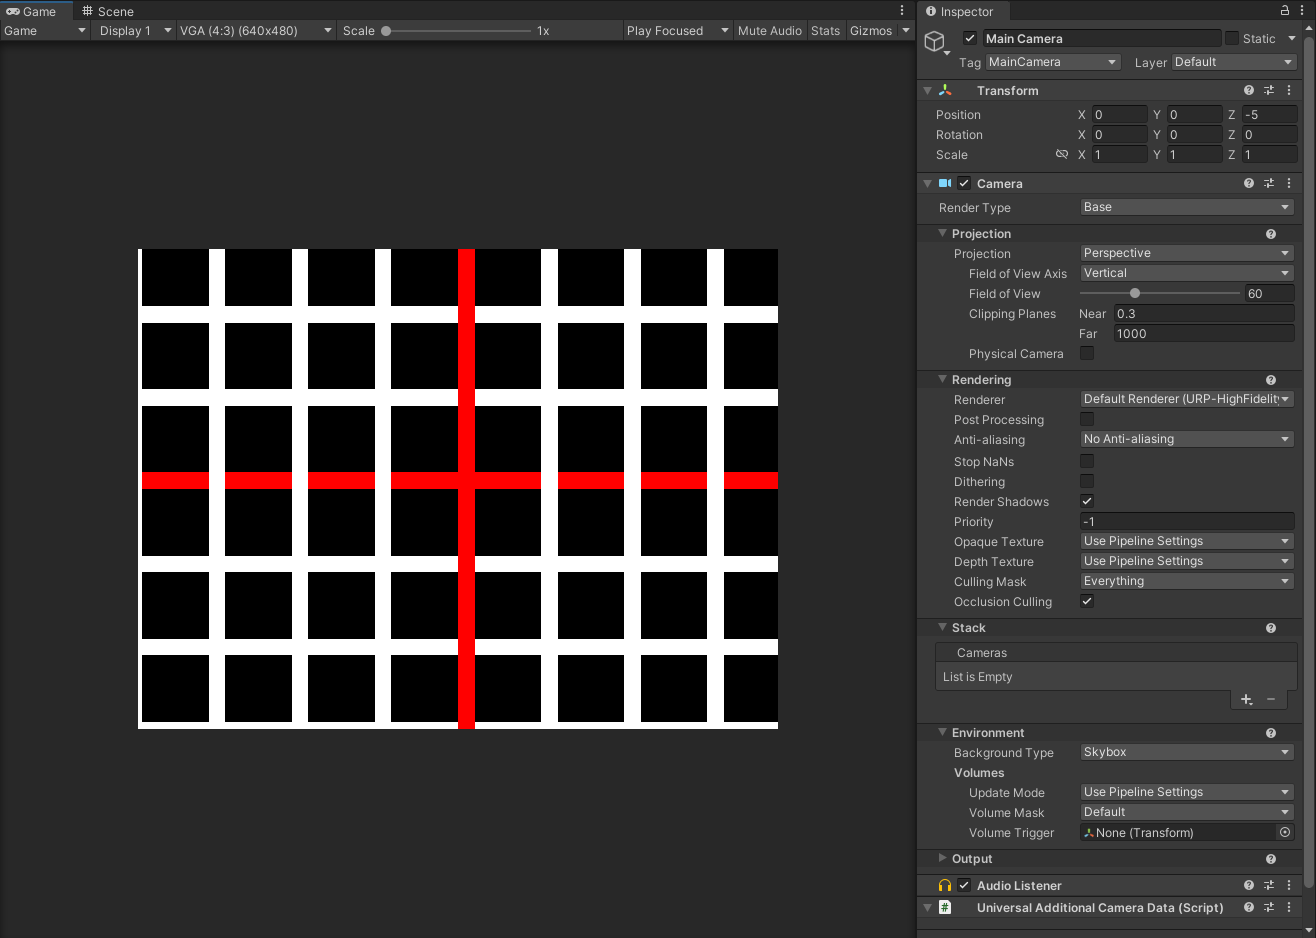 Game
Scene
Game
Display 1
VGA (4:3) (640x480)
Scale
1x
Play Focused
Mute Audio
Stats
Gizmos
Inspector
Main Camera
Static
Tag
MainCamera
Layer
Default
Transform
Position
X 0
Y 0
Z -5
Rotation
X 0
Y 0
Z 0
Scale
X 1
Y 1
Z 1
Camera
Render Type
Base
Projection
Projection
Perspective
Field of View Axis
Vertical
Field of View
60
Clipping Planes
Near
0.3
Far
1000
Physical Camera
Rendering
Renderer
Default Renderer (URP-HighFidelity
Post Processing
Anti-aliasing
No Anti-aliasing
Stop NaNs
Dithering
Render Shadows
Priority
-1
Opaque Texture
Use Pipeline Settings
Depth Texture
Use Pipeline Settings
Culling Mask
Everything
Occlusion Culling
Stack
Cameras
List is Empty
Environment
Background Type
Skybox
Volumes
Update Mode
Use Pipeline Settings
Volume Mask
Default
Volume Trigger
None (Transform)
Output
Audio Listener
Universal Additional Camera Data (Script)